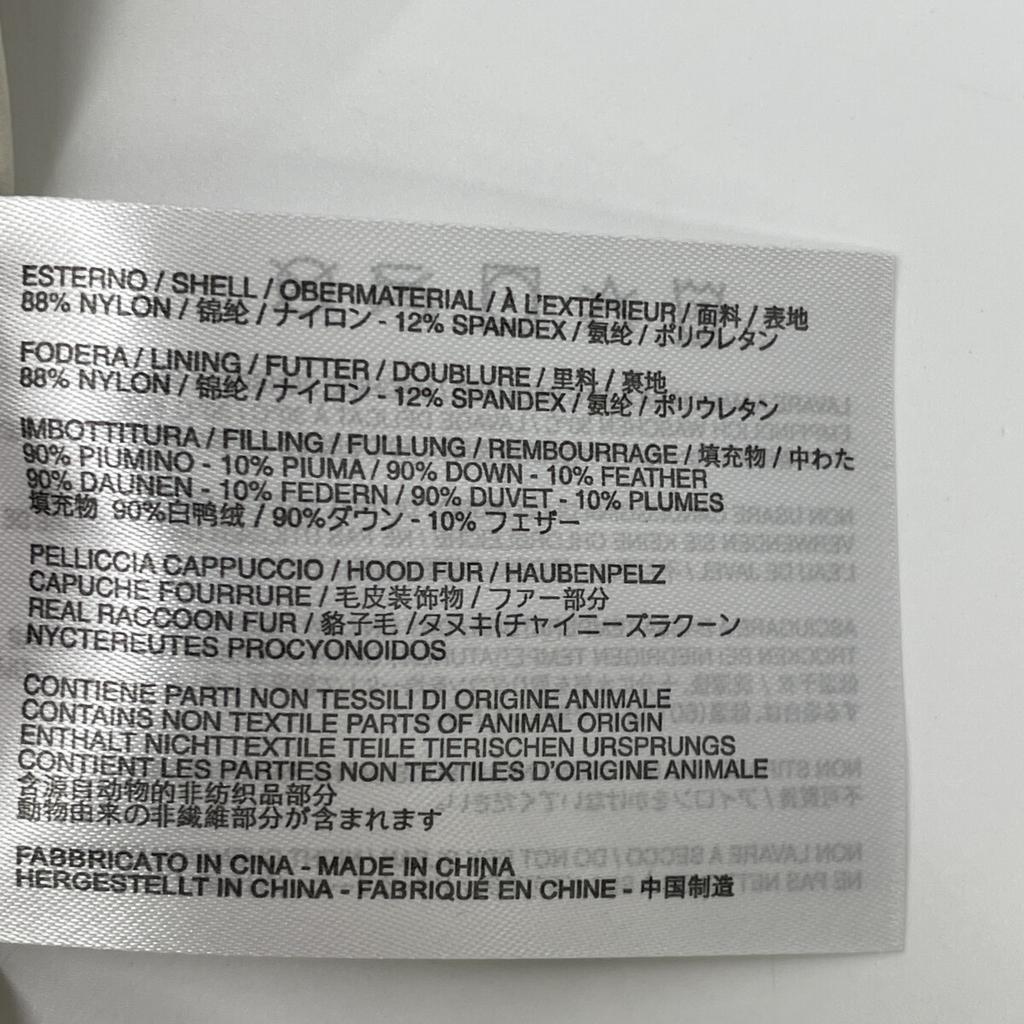 ESTERNO / SHELL / OBERMATERIAL / À L'EXTÉRIEUR / 面料 / 表地
88% NYLON / 锦纶 / ナイロン - 12% SPANDEX / 氨纶 / ポリウレタン
FODERA / LINING / FUTTER / DOUBLURE / 里料 / 裏地
88% NYLON / 锦纶 / ナイロン - 12% SPANDEX / 氨纶 / ポリウレタン
IMBOTTITURA / FILLING / FULLUNG / REMBOURRAGE / 填充物 / 中わた
90% PIUMINO - 10% PIUMA / 90% DOWN - 10% FEATHER
90% DAUNEN - 10% FEDERN / 90% DUVET - 10% PLUMES
填充物 90%白鸭绒 / 90%ダウン - 10% フェザー
PELLICCIA CAPPUCCIO / HOOD FUR / HAUBENPELZ
CAPUCHE FOURRURE / 毛皮装饰物 / ファー部分
REAL RACCOON FUR / 貉子毛 /タヌキ(チャイニーズラクーン
NYCTEREUTES PROCYONOIDOS
CONTIENE PARTI NON TESSILI DI ORIGINE ANIMALE
CONTAINS NON TEXTILE PARTS OF ANIMAL ORIGIN
ENTHALT NICHTTEXTILE TEILE TIERISCHEN URSPRUNGS
CONTIENT LES PARTIES NON TEXTILES D'ORIGINE ANIMALE
含源自动物的非纺织品部分
動物由来の非繊維部分が含まれます
FABBRICATO IN CINA - MADE IN CHINA
HERGESTELLT IN CHINA - FABRIQUÉ EN CHINE - 中国制造